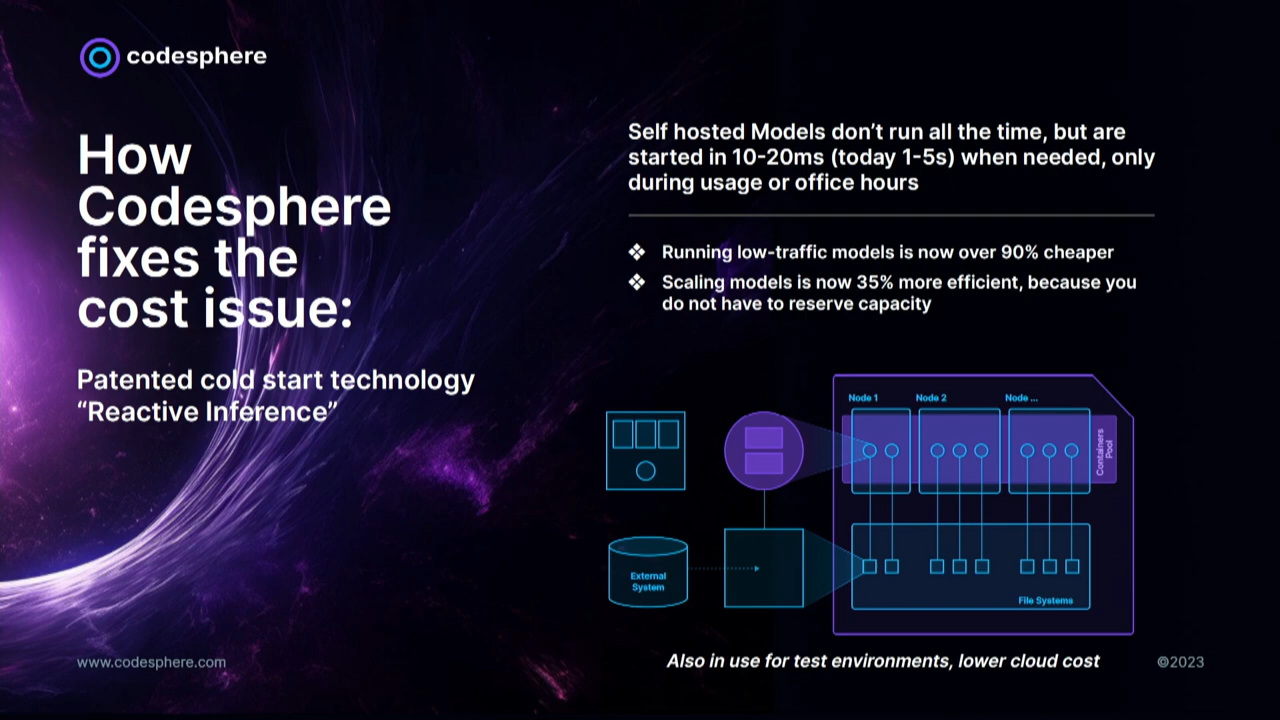 codesphere
How
Codesphere
fixes the
cost issue:
Patented cold start technology
“Reactive Inference”
Self hosted Models don’t run all the time, but are
started in 10-20ms (today 1-5s) when needed, only
during usage or office hours
❖ Running low-traffic models is now over 90% cheaper
❖ Scaling models is now 35% more efficient, because you
do not have to reserve capacity
Node 1
Node 2
Node ...
Containers
Pool
External
System
File Systems
Also in use for test environments, lower cloud cost
www.codesphere.com
©2023